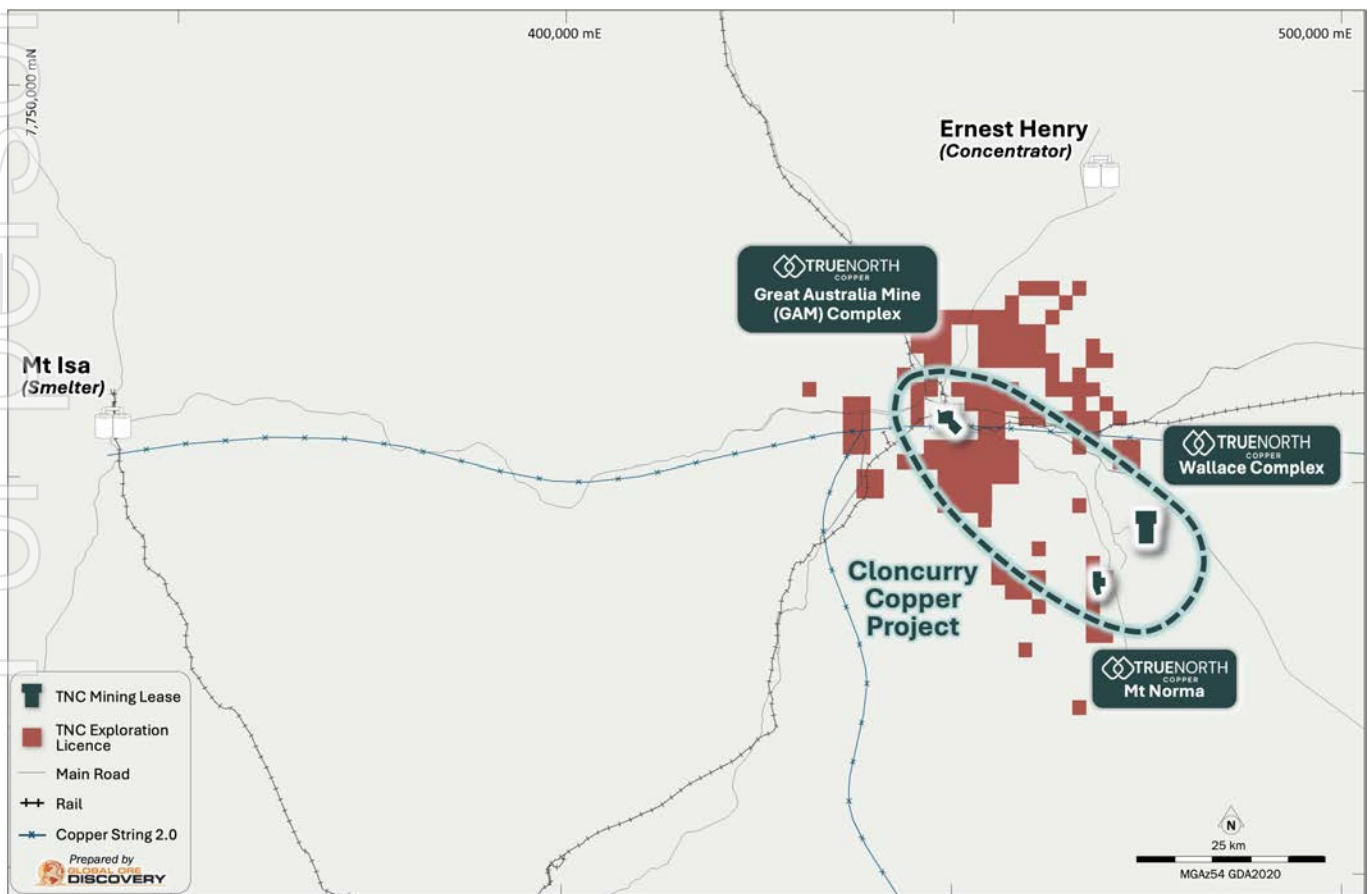 400,000 mE
500,000 mE
7,750,000 mN
Ernest Henry
(Concentrator)
TRUENORTH
COPPER
Great Australia Mine
(GAM) Complex
Mt Isa
(Smelter)
TRUENORTH
COPPER
Wallace Complex
Cloncurry
Copper
Project
TRUENORTH
COPPER
Mt Norma
TNC Mining Lease
TNC Exploration
Licence
Main Road
Rail
Copper String 2.0
Prepared by
GLOBAL ORE
DISCOVERY
N
25 km
MGAz54 GDA2020